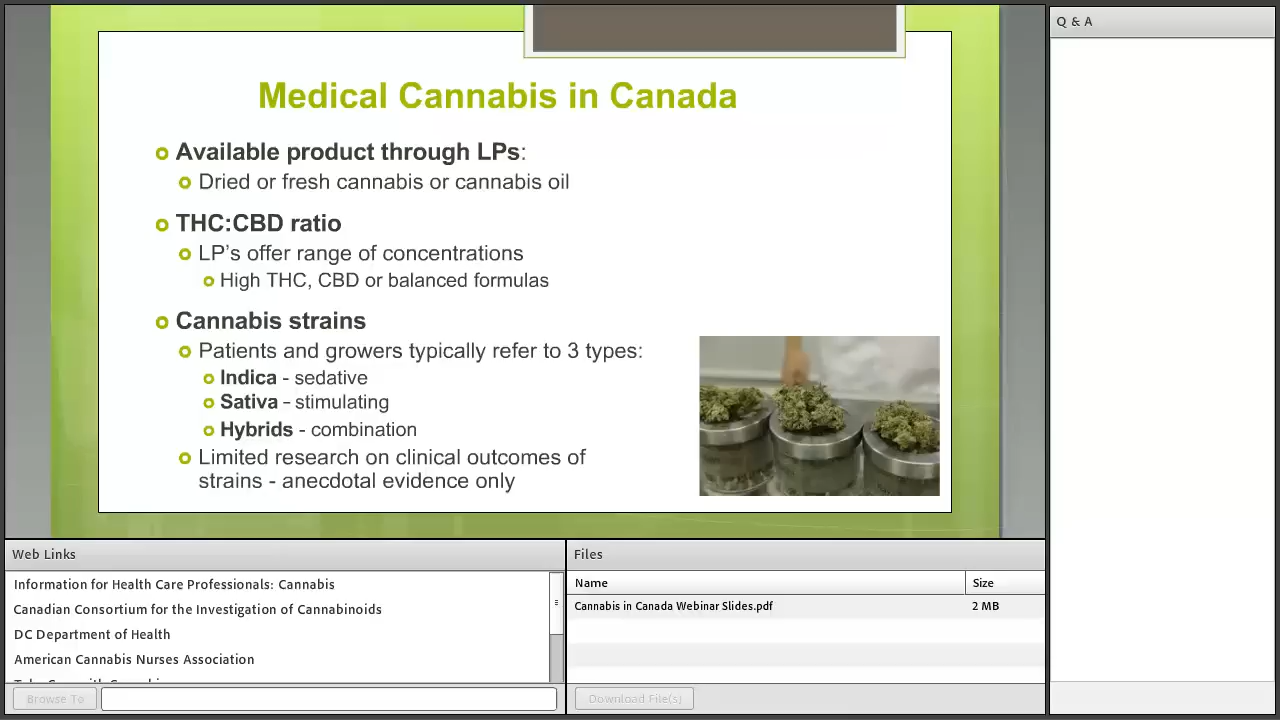 Medical Cannabis in Canada
Available product through LPs:
Dried or fresh cannabis or cannabis oil
THC:CBD ratio
LP’s offer range of concentrations
High THC, CBD or balanced formulas
Cannabis strains
Patients and growers typically refer to 3 types:
Indica - sedative
Sativa – stimulating
Hybrids - combination
Limited research on clinical outcomes of
strains - anecdotal evidence only
Q & A
Web Links
Information for Health Care Professionals: Cannabis
Canadian Consortium for the Investigation of Cannabinoids
DC Department of Health
American Cannabis Nurses Association
Browse To
Files
Name Size
Cannabis in Canada Webinar Slides.pdf 2 MB
Download File(s)